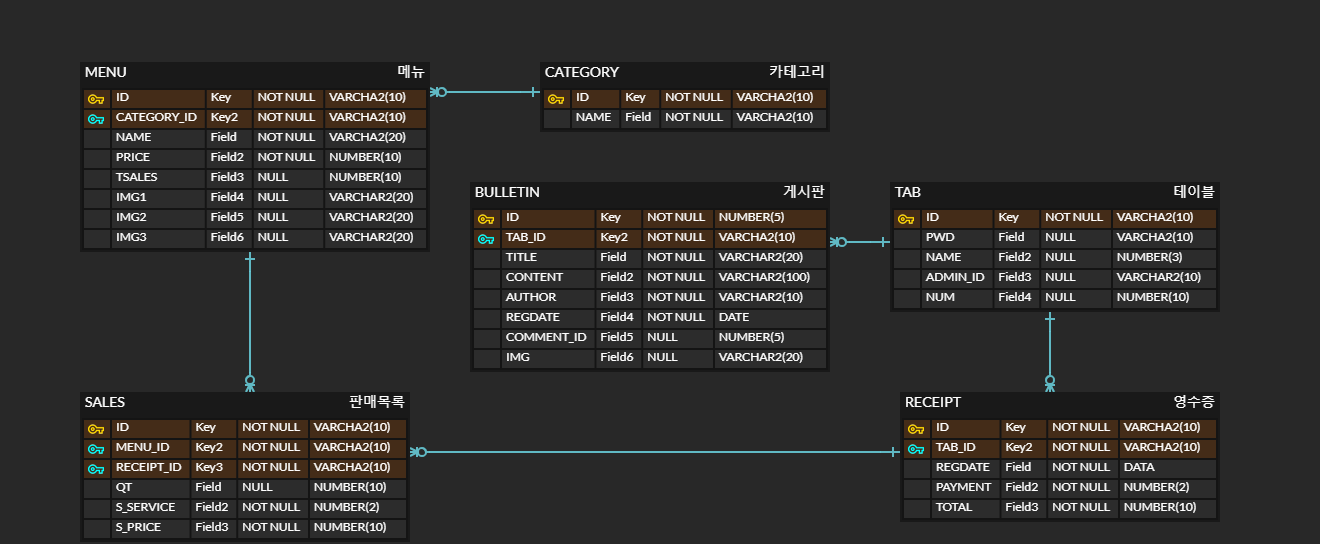 MENU 메뉴
ID Key NOT NULL VARCHA2(10)
CATEGORY_ID Key2 NOT NULL VARCHA2(10)
NAME Field NOT NULL VARCHA2(20)
PRICE Field2 NOT NULL NUMBER(10)
TSALES Field3 NULL NUMBER(10)
IMG1 Field4 NULL VARCHAR2(20)
IMG2 Field5 NULL VARCHAR2(20)
IMG3 Field6 NULL VARCHAR2(20)
CATEGORY 카테고리
ID Key NOT NULL VARCHA2(10)
NAME Field NOT NULL VARCHA2(10)
BULLETIN 게시판
ID Key NOT NULL NUMBER(5)
TAB_ID Key2 NOT NULL VARCHA2(10)
TITLE Field NOT NULL VARCHAR2(20)
CONTENT Field2 NOT NULL VARCHAR2(100)
AUTHOR Field3 NOT NULL VARCHAR2(10)
REGDATE Field4 NOT NULL DATE
COMMENT_ID Field5 NULL NUMBER(5)
IMG Field6 NULL VARCHAR2(20)
TAB 테이블
ID Key NOT NULL VARCHA2(10)
PWD Field NULL VARCHA2(10)
NAME Field2 NULL NUMBER(3)
ADMIN_ID Field3 NULL VARCHAR2(10)
NUM Field4 NULL NUMBER(10)
SALES 판매목록
ID Key NOT NULL VARCHA2(10)
MENU_ID Key2 NOT NULL VARCHA2(10)
RECEIPT_ID Key3 NOT NULL VARCHA2(10)
QT Field NULL NUMBER(10)
S_SERVICE Field2 NOT NULL NUMBER(2)
S_PRICE Field3 NOT NULL NUMBER(10)
RECEIPT 영수증
ID Key NOT NULL VARCHA2(10)
TAB_ID Key2 NOT NULL VARCHA2(10)
REGDATE Field NOT NULL DATA
PAYMENT Field2 NOT NULL NUMBER(2)
TOTAL Field3 NOT NULL NUMBER(10)